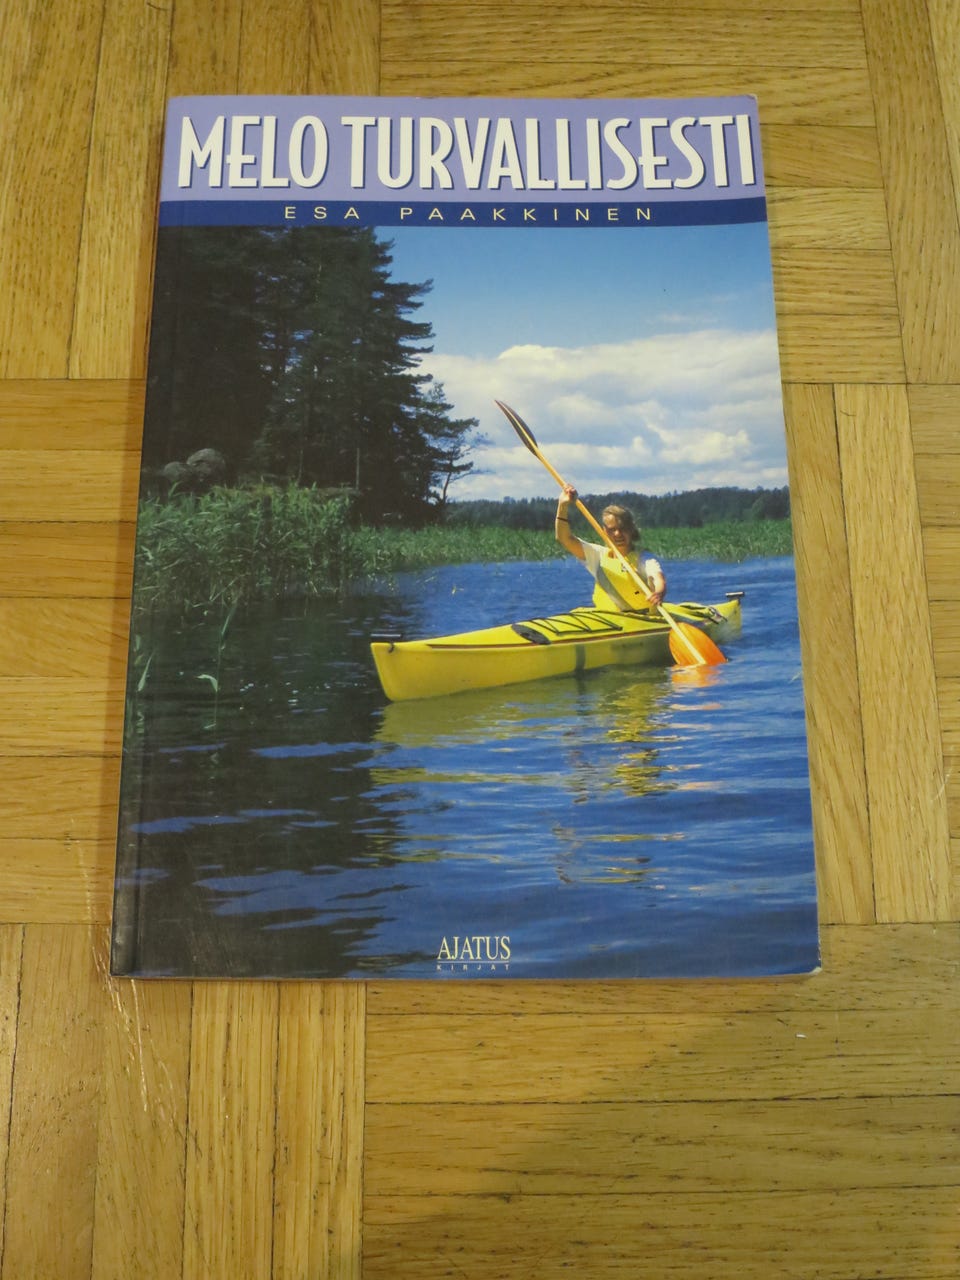 MELO TURVALLISESTI
ESA PAAKKINEN
AJATUS
KIRJAT